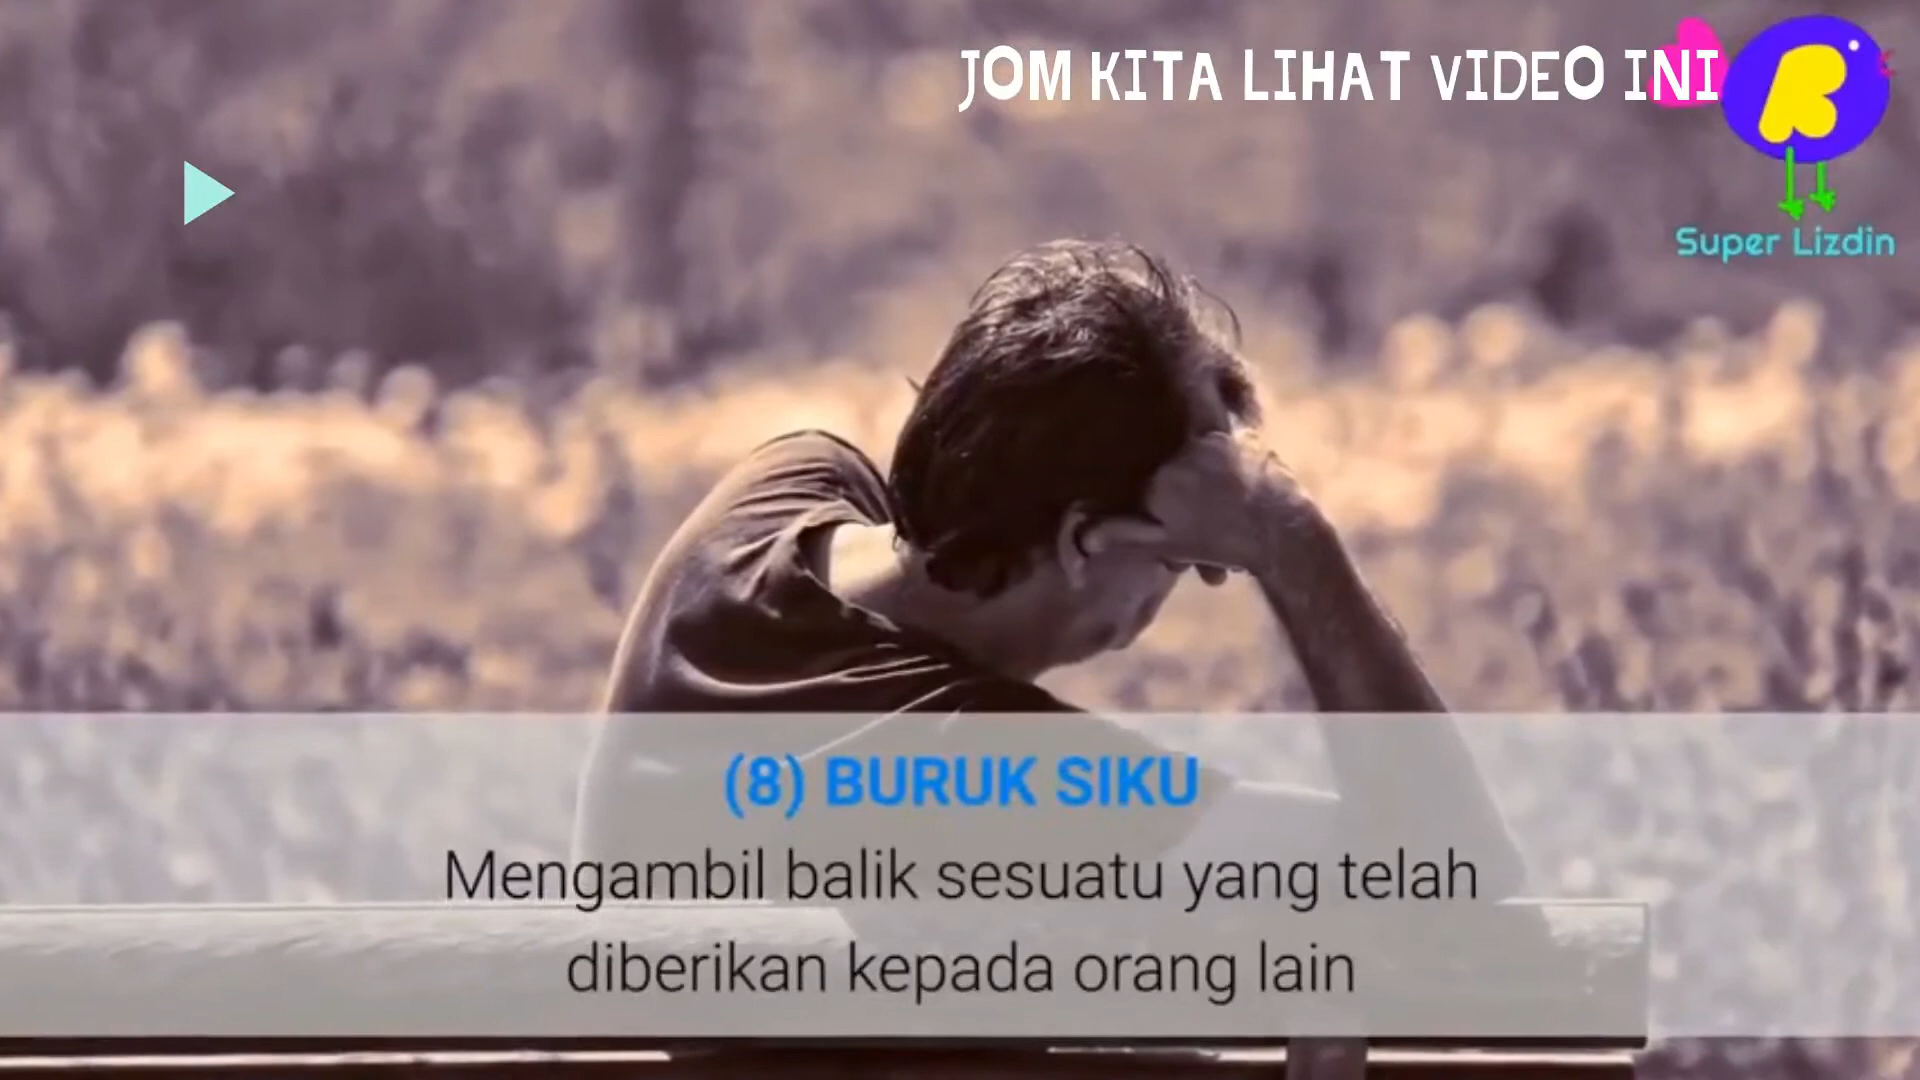 JOM KITA LIHAT VIDEO INI
Super Lizdin
(8) BURUK SIKU
Mengambil balik sesuatu yang telah
diberikan kepada orang lain